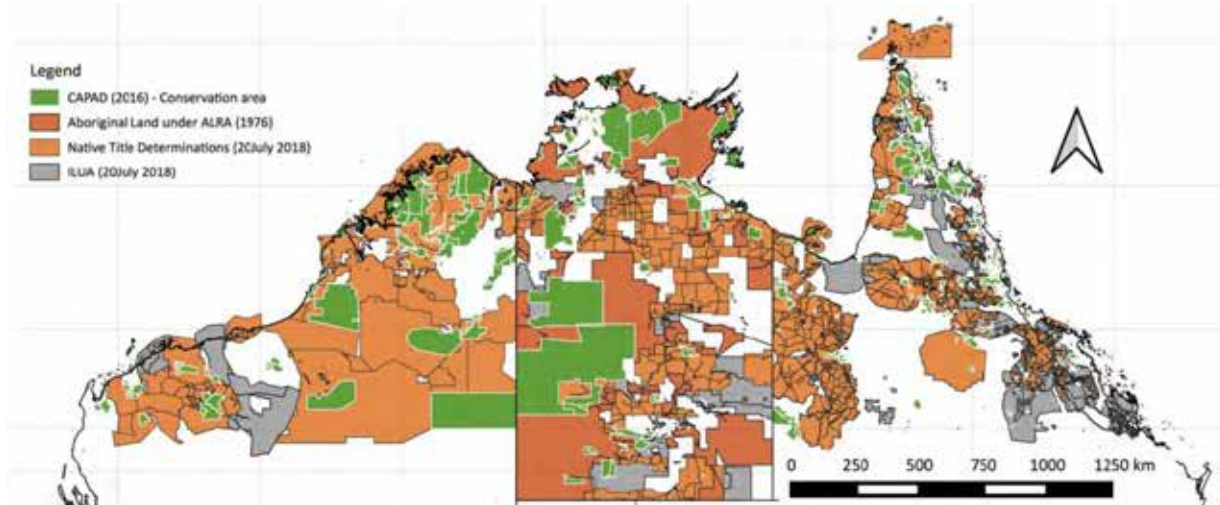 Legend
CAPAD (2016) - Conservation area
Aboriginal Land under ALRA (1976)
Native Title Determinations (20July 2018)
ILUA (20July 2018)
0 250 500 750 1000 1250 km